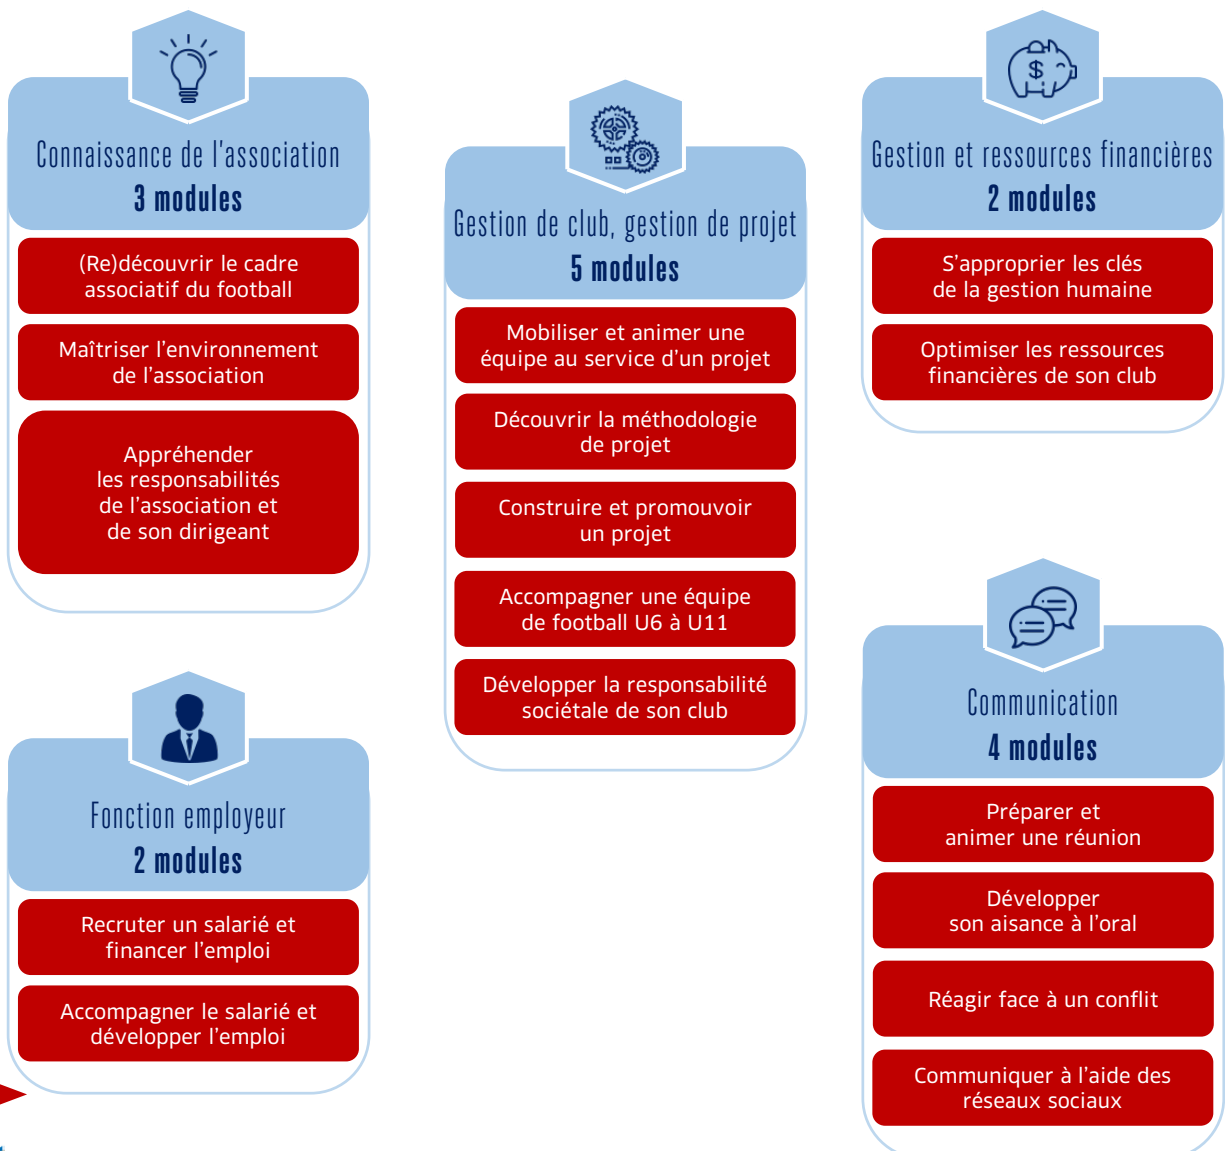 Connaissance de l'association
3 modules
(Re)découvrir le cadre
associatif du football
Maîtriser l'environnement
de l'association
Appréhender
les responsabilités
de l'association et
de son dirigeant
Fonction employeur
2 modules
Recruter un salarié et
financer l'emploi
Accompagner le salarié et
développer l'emploi
Gestion de club, gestion de projet
5 modules
Mobiliser et animer une
équipe au service d'un projet
Découvrir la méthodologie
de projet
Construire et promouvoir
un projet
Accompagner une équipe
de football U6 à U11
Développer la responsabilité
sociétale de son club
Gestion et ressources financières
2 modules
S'approprier les clés
de la gestion humaine
Optimiser les ressources
financières de son club
Communication
4 modules
Préparer et
animer une réunion
Développer
son aisance à l'oral
Réagir face à un conflit
Communiquer à l'aide des
réseaux sociaux